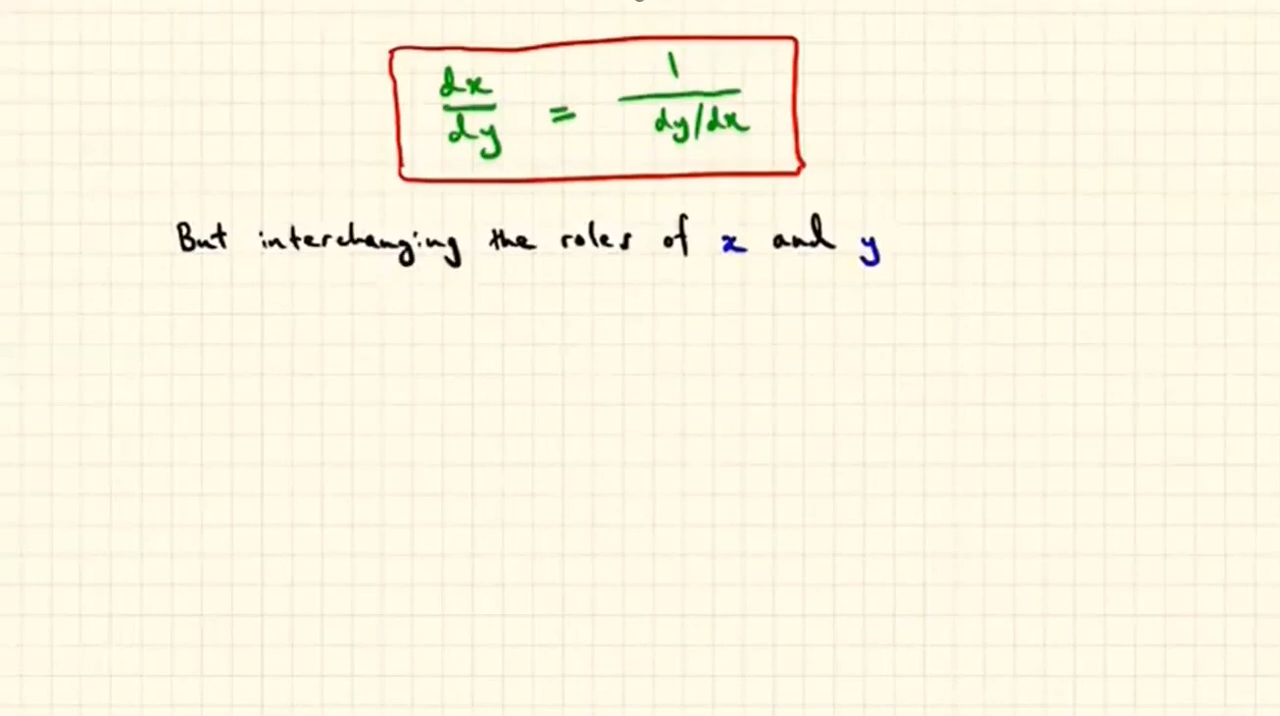 dx/dy = 1/(dy/dx)
But interchanging the roles of x and y